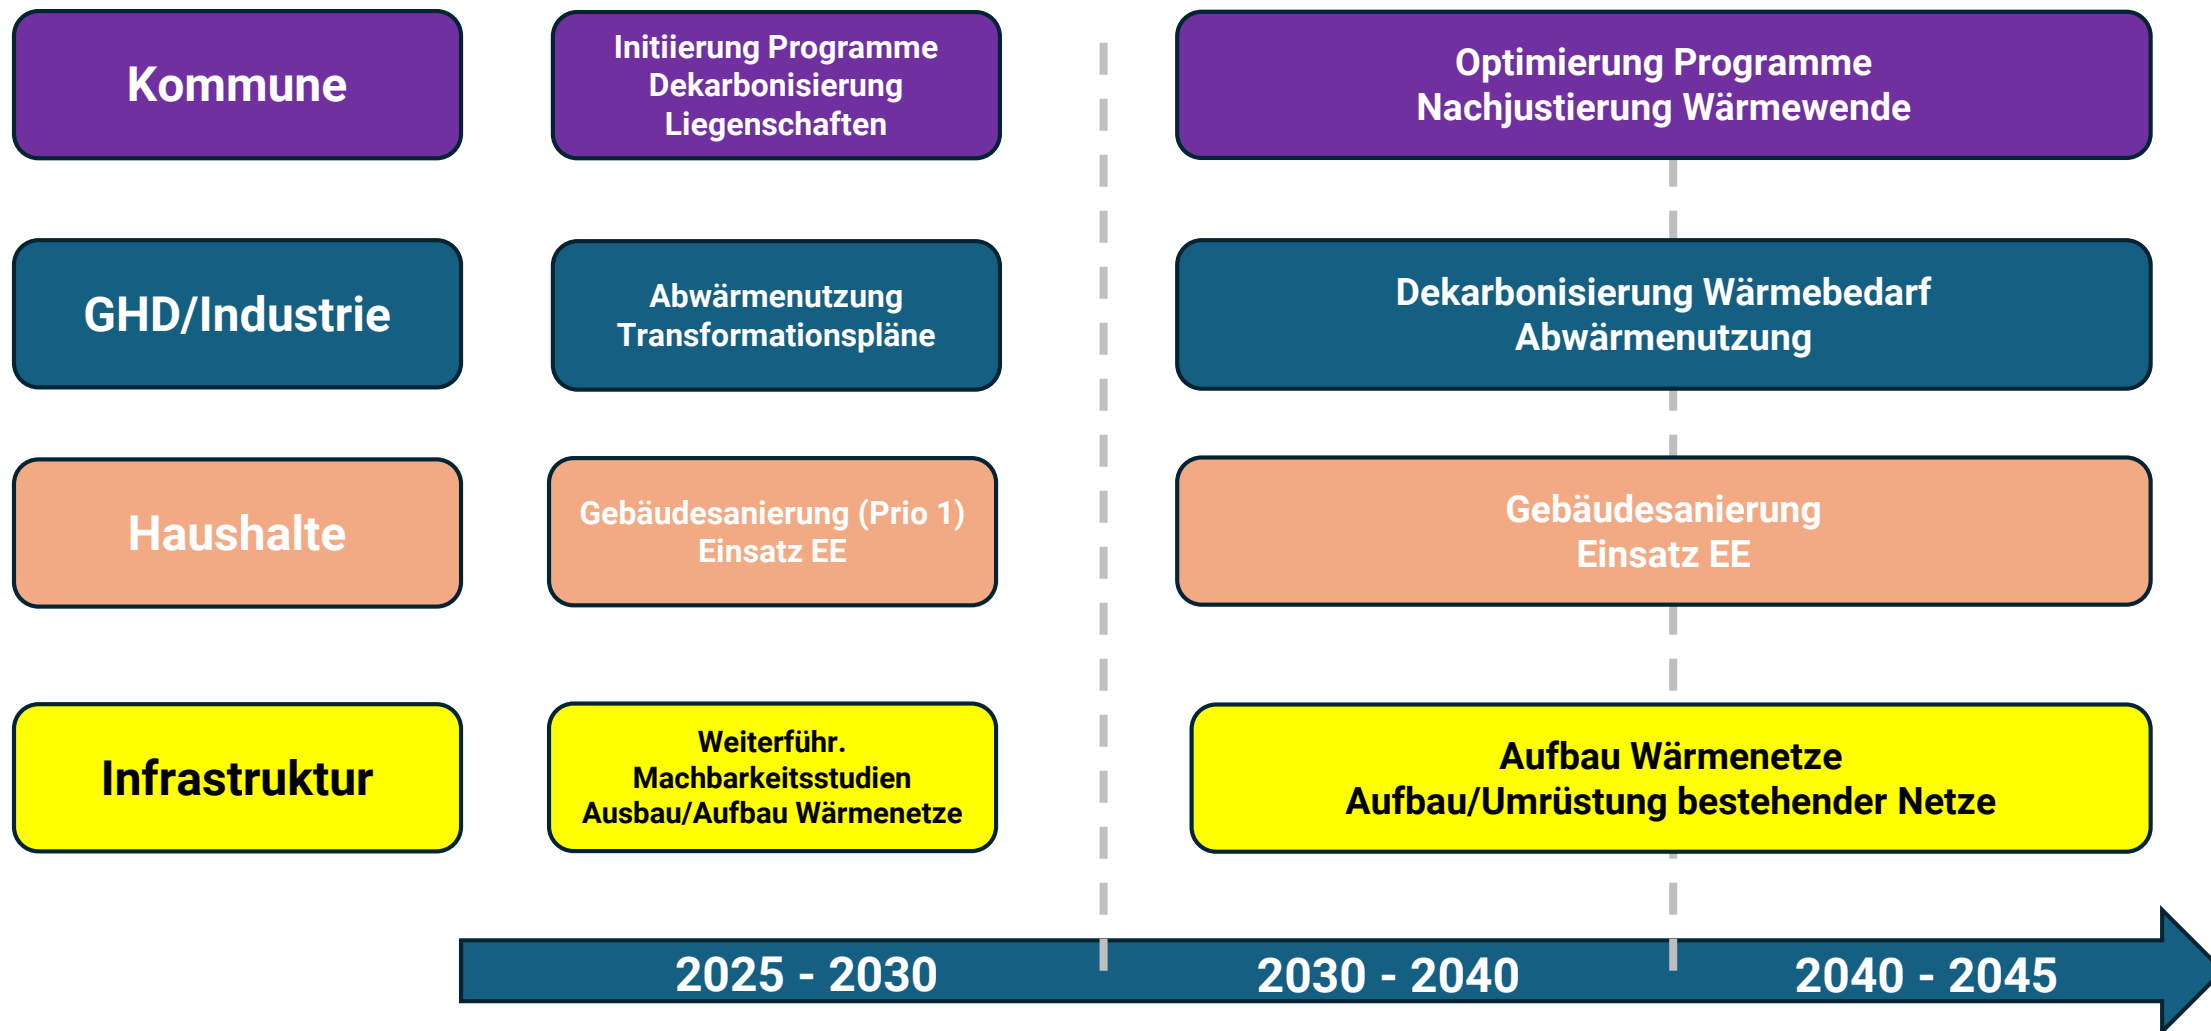 Kommune
Initiierung Programme
Dekarbonisierung
Liegenschaften
Optimierung Programme
Nachjustierung Wärmewende
GHD/Industrie
Abwärmenutzung
Transformationspläne
Dekarbonisierung Wärmebedarf
Abwärmenutzung
Haushalte
Gebäudesanierung (Prio 1)
Einsatz EE
Gebäudesanierung
Einsatz EE
Infrastruktur
Weiterführ.
Machbarkeitsstudien
Ausbau/Aufbau Wärmenetze
Aufbau Wärmenetze
Aufbau/Umrüstung bestehender Netze
2025 - 2030
2030 - 2040
2040 - 2045